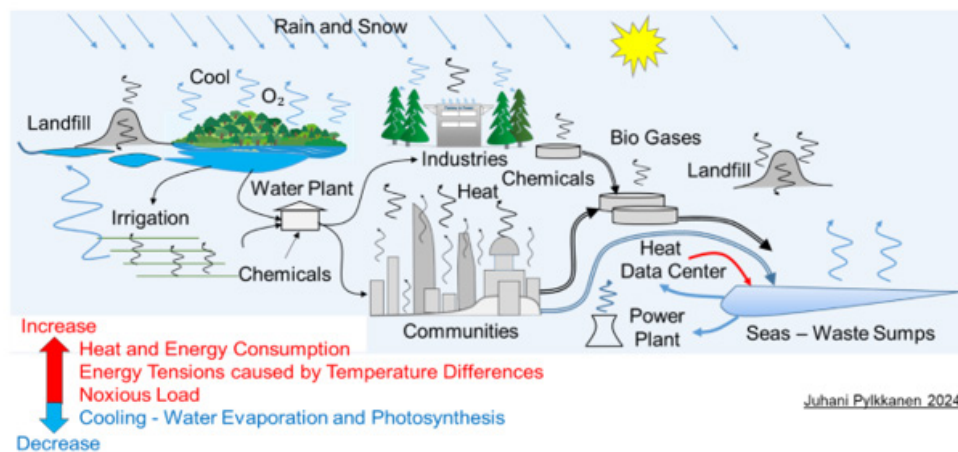 Rain and Snow
Cool
O2
Landfill
Industries
Bio Gases
Water Plant
Chemicals
Landfill
Heat
Irrigation
Chemicals
Heat
Data Center
Communities
Power
Plant
Seas – Waste Sumps
Increase
Heat and Energy Consumption
Energy Tensions caused by Temperature Differences
Noxious Load
Cooling - Water Evaporation and Photosynthesis
Decrease
Juhani Pylkkanen 2024